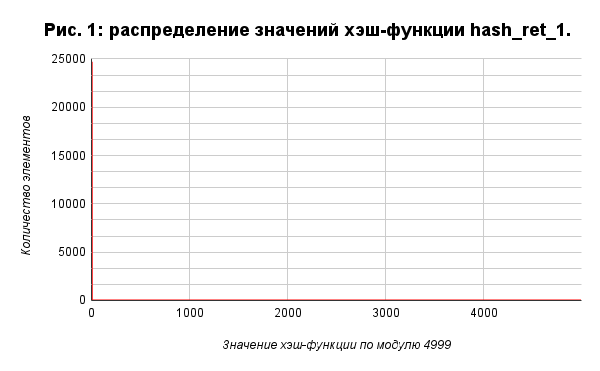 Рис. 1: распределение значений хэш-функции hash_ret_1.
25000
20000
15000
10000
5000
0
Количество элементов
0 1000 2000 3000 4000
Значение хэш-функции по модулю 4999